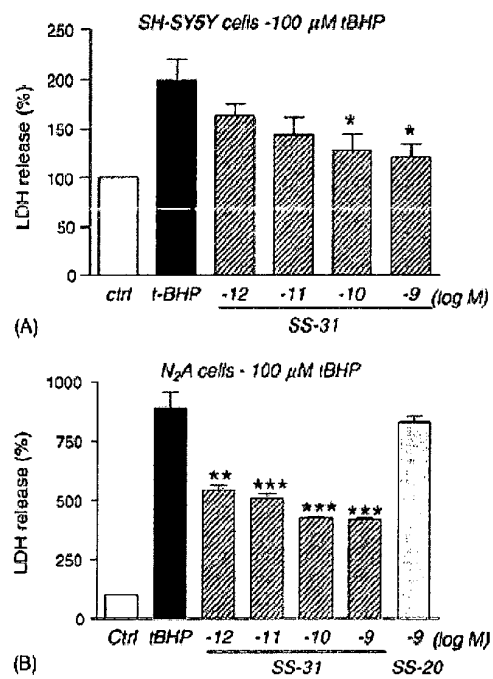 SH-SY5Y cells -100 µM tBHP
LDH release (%)
250
200
150
100
50
0
*
*
ctrl t-BHP -12 -11 -10 -9 (log M)
SS-31
(A)
N₂A cells - 100 µM tBHP
LDH release (%)
1000
750
500
250
0
** *** *** ***
Ctrl tBHP -12 -11 -10 -9 -9 (log M)
SS-31 SS-20
(B)